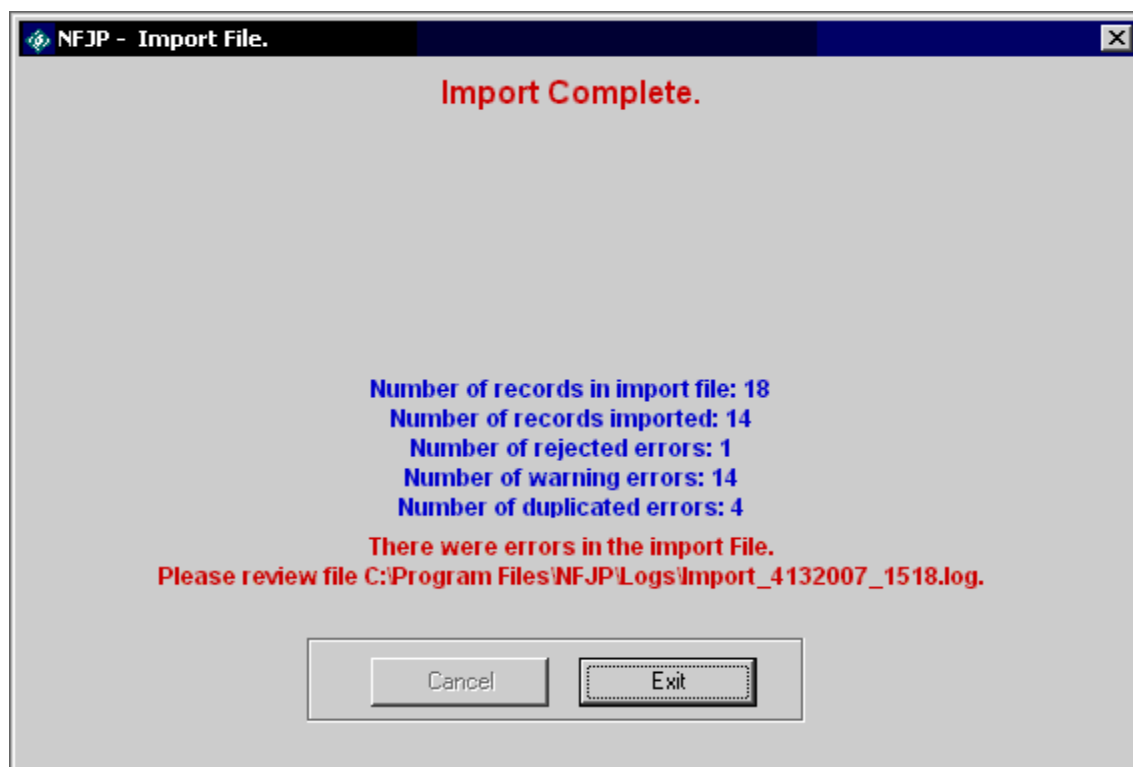 NFJP - Import File.
Import Complete.
Number of records in import file: 18
Number of records imported: 14
Number of rejected errors: 1
Number of warning errors: 14
Number of duplicated errors: 4
There were errors in the import File.
Please review file C:\Program Files\NFJP\Logs\Import_4132007_1518.log.
Cancel
Exit